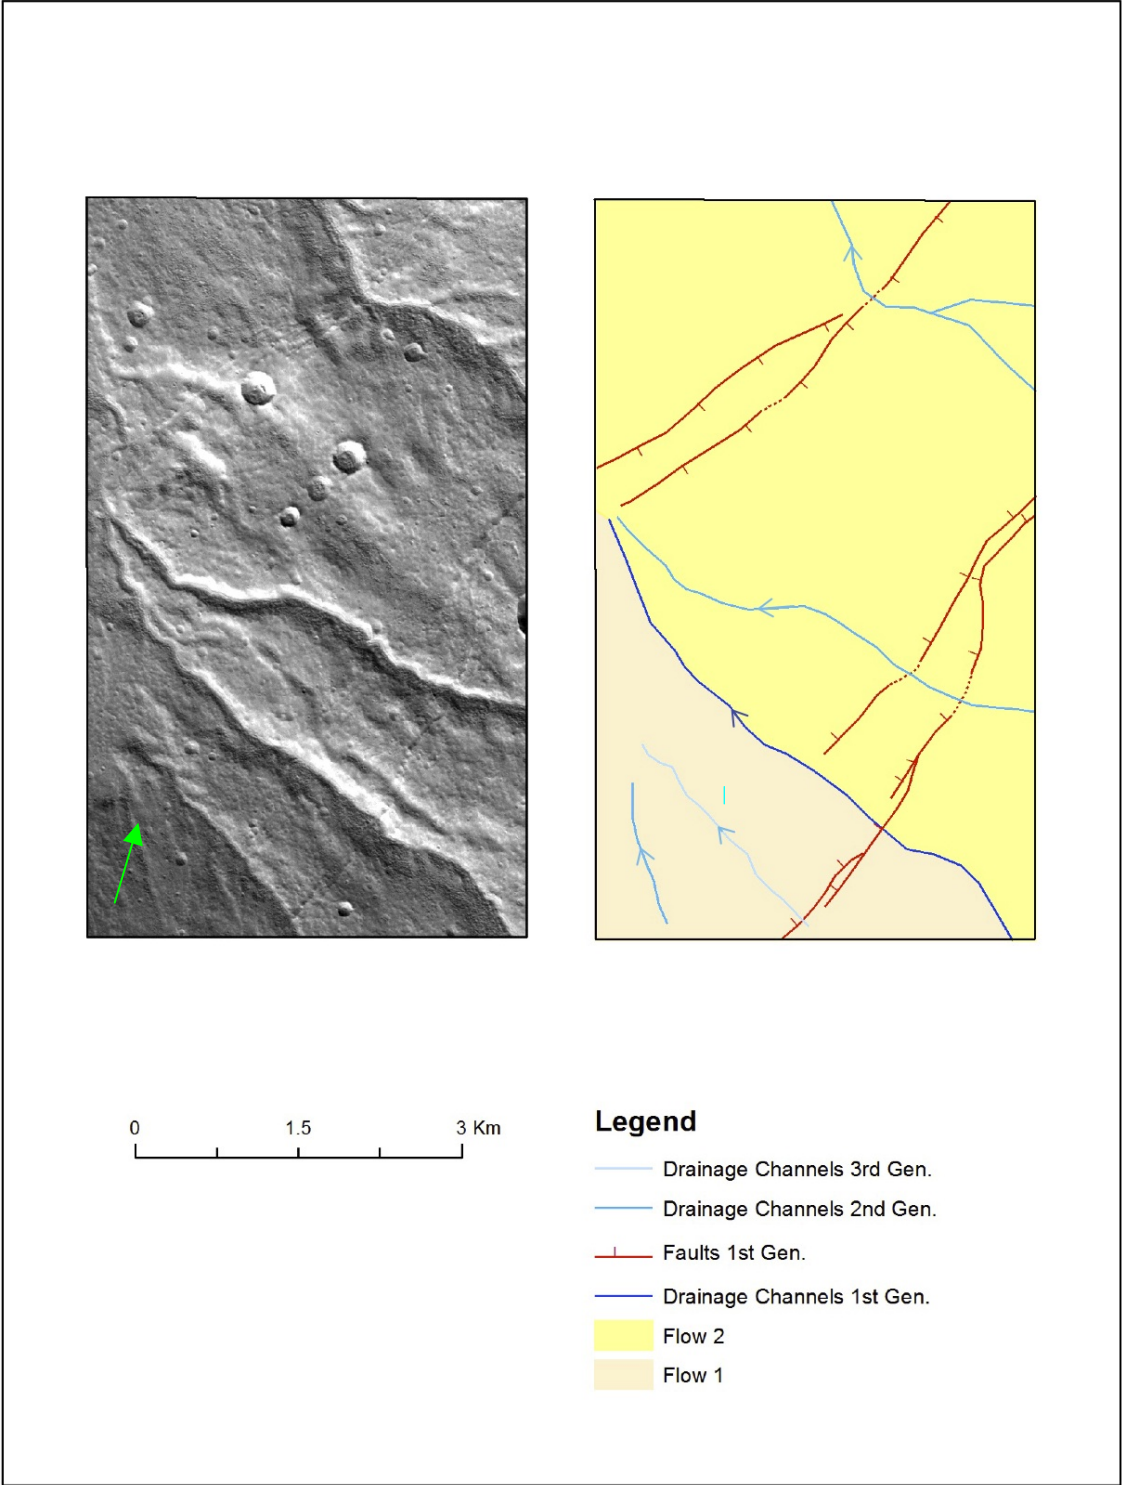 0 1.5 3 Km
Legend
Drainage Channels 3rd Gen.
Drainage Channels 2nd Gen.
Faults 1st Gen.
Drainage Channels 1st Gen.
Flow 2
Flow 1